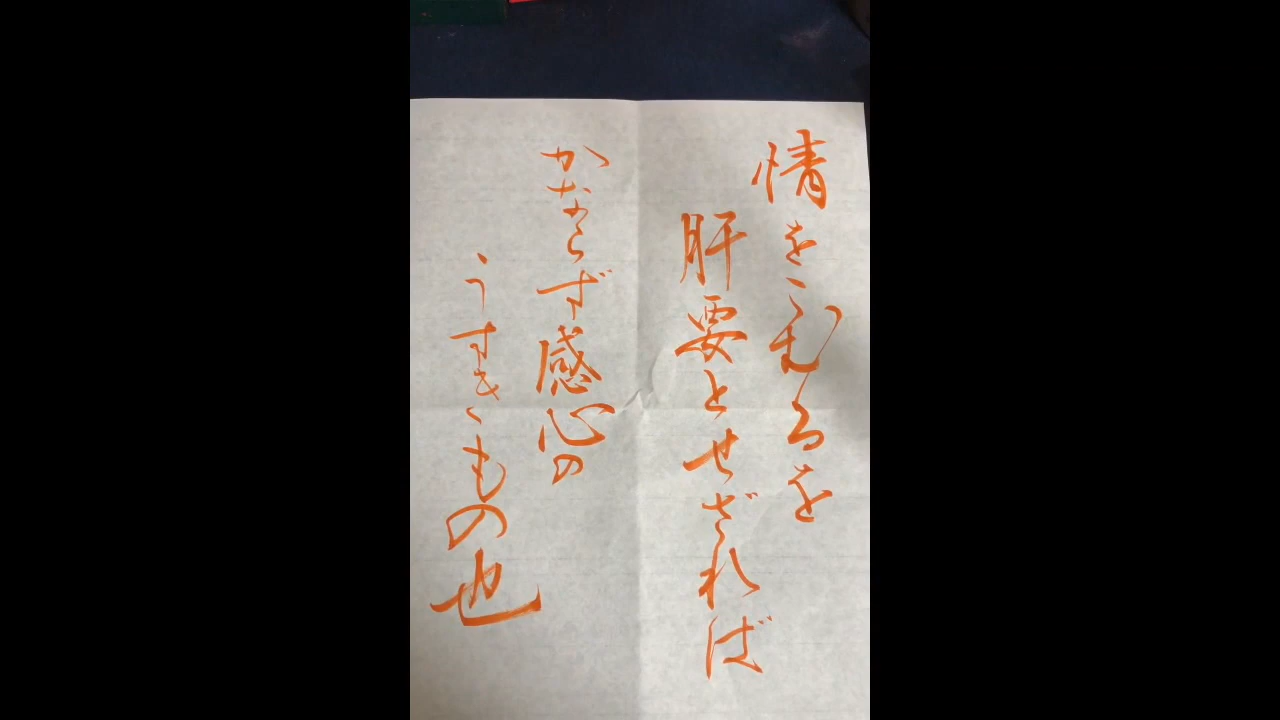 情をこむるを
肝要とせざれば
かならず感心の
うすきもの也